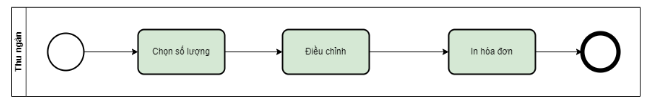 Thu ngân
Chọn số lượng
Điều chỉnh
In hóa đơn